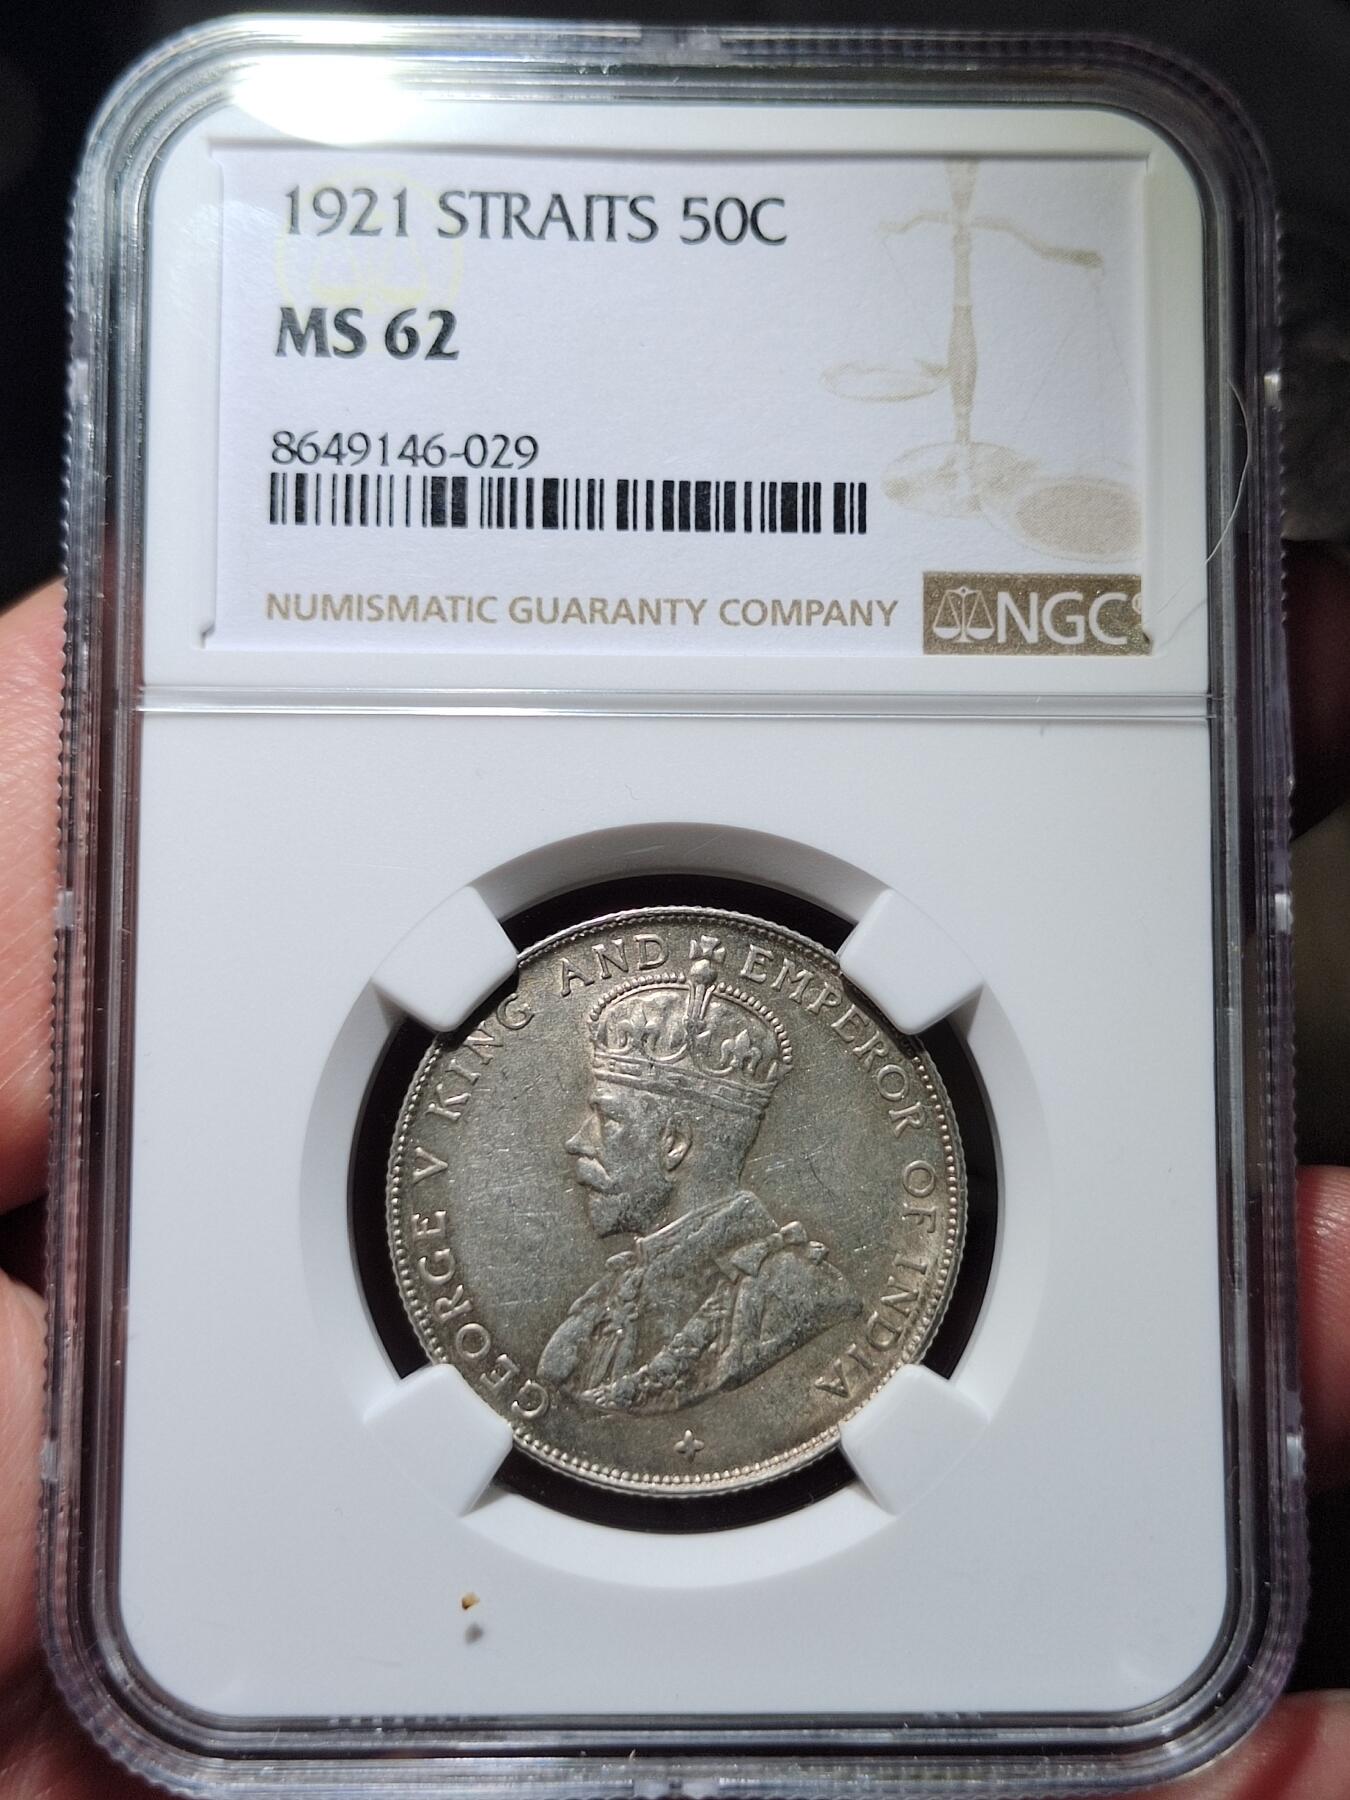 1921 STRAITS 50C
MS 62
8649146-029
NUMISMATIC GUARANTY COMPANY
NGC
GEORGE V KING AND EMPEROR OF INDIA